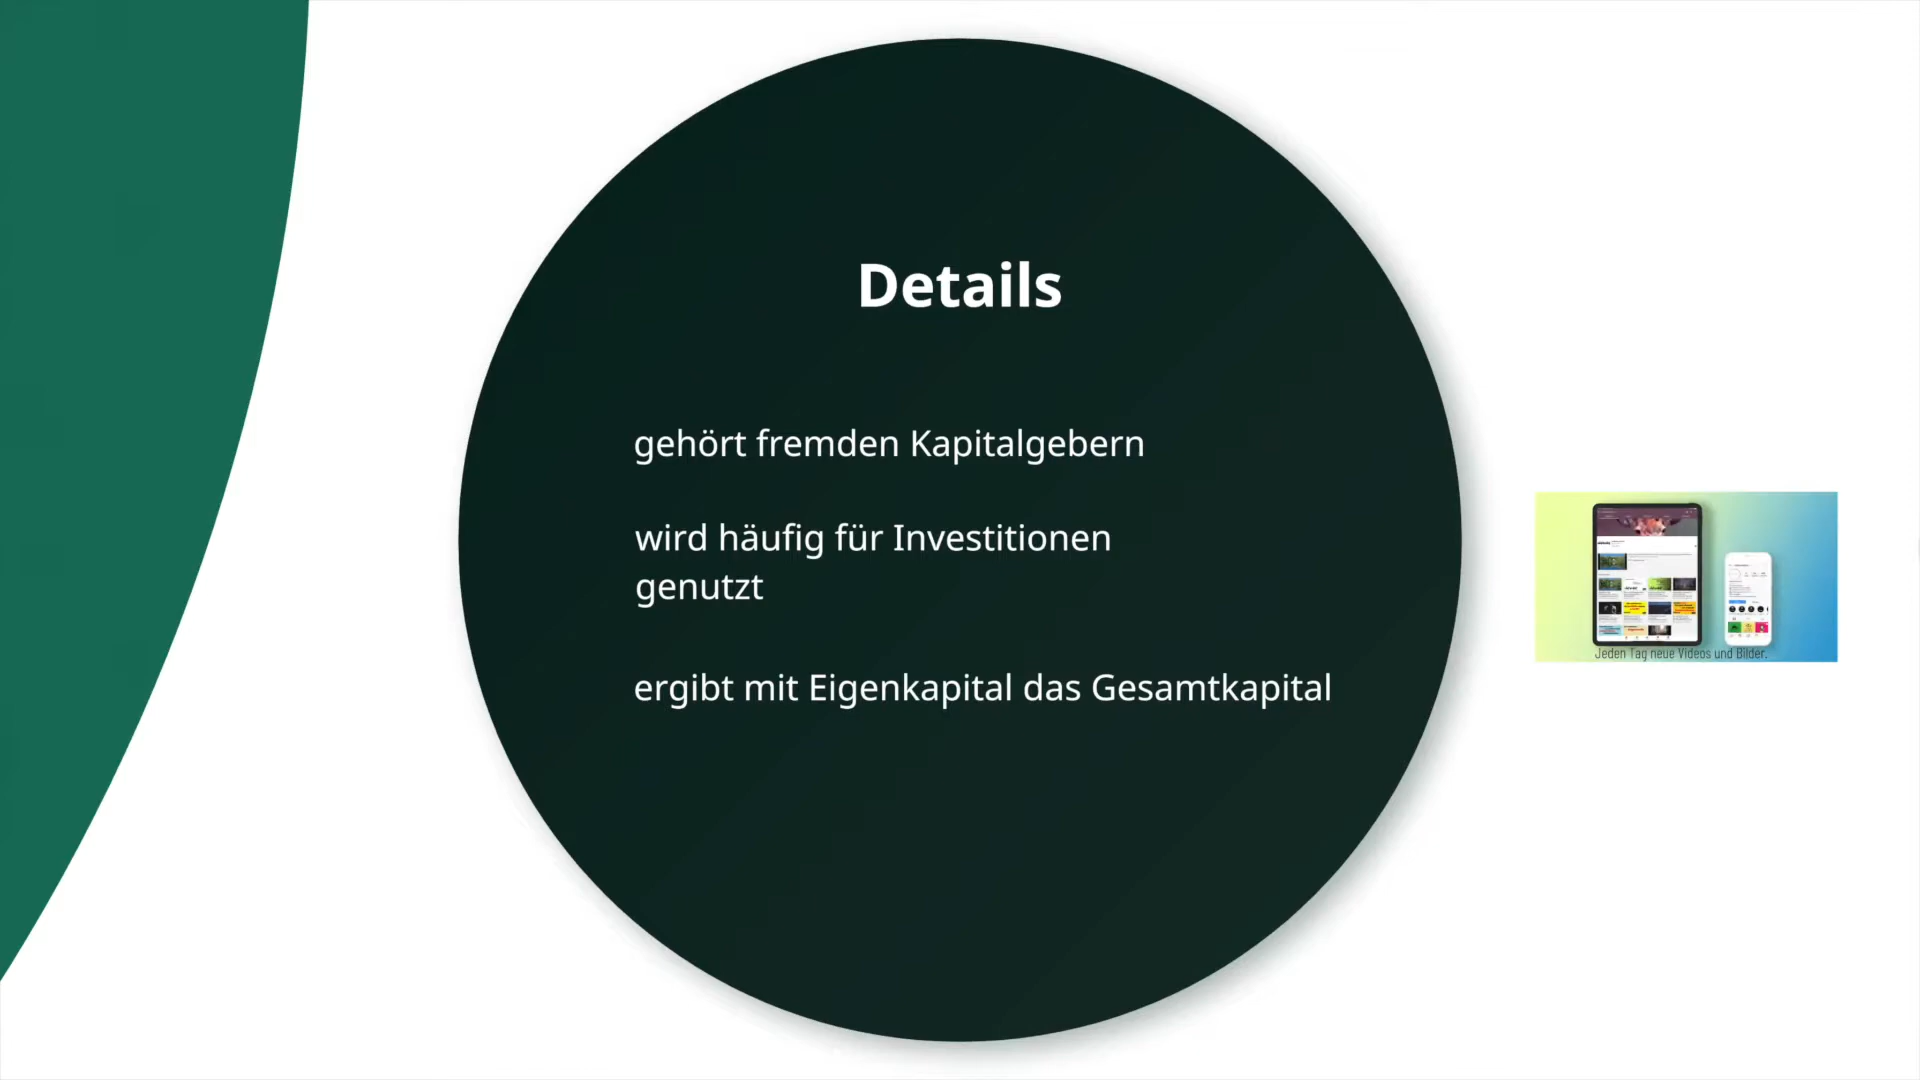 Details
gehört fremden Kapitalgebern
wird häufig für Investitionen
genutzt
ergibt mit Eigenkapital das Gesamtkapital
Jeden Tag neue Videos und Bilder.